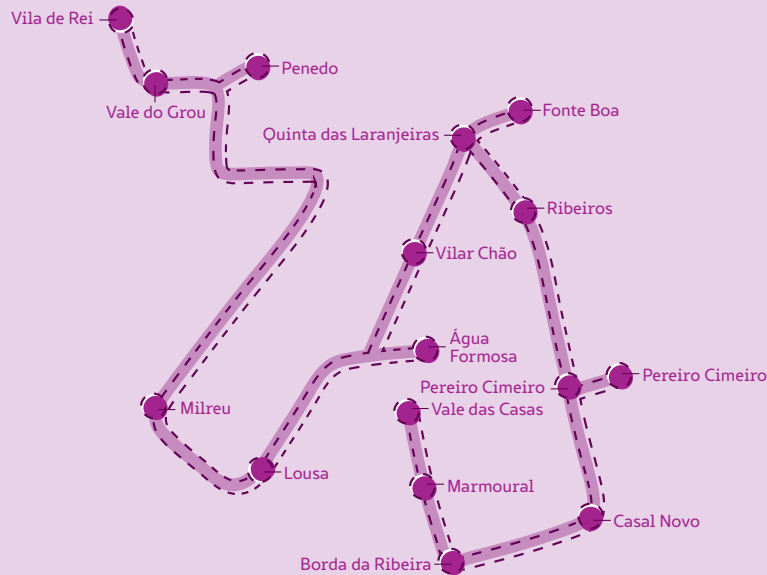 Vila de Rei
Penedo
Vale do Grou
Fonte Boa
Quinta das Laranjeiras
Ribeiros
Vilar Chão
Água
Formosa
Pereiro Cimeiro
Pereiro Cimeiro
Milreu
Vale das Casas
Lousa
Marmoural
Casal Novo
Borda da Ribeira